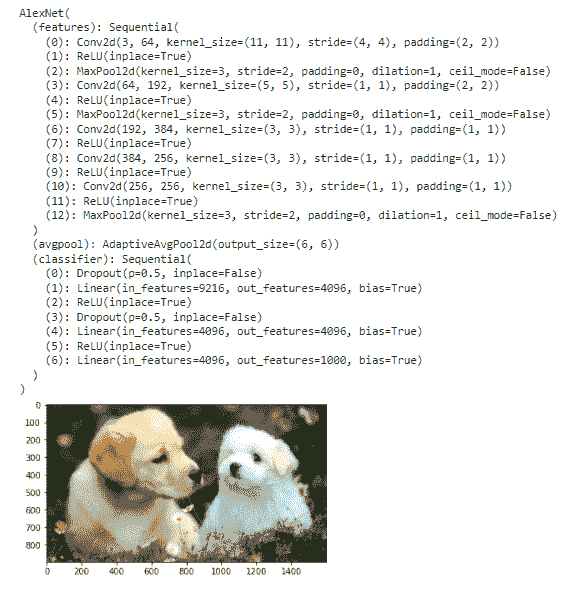 AlexNet(
  (features): Sequential(
    (0): Conv2d(3, 64, kernel_size=(11, 11), stride=(4, 4), padding=(2, 2))
    (1): ReLU(inplace=True)
    (2): MaxPool2d(kernel_size=3, stride=2, padding=0, dilation=1, ceil_mode=False)
    (3): Conv2d(64, 192, kernel_size=(5, 5), stride=(1, 1), padding=(2, 2))
    (4): ReLU(inplace=True)
    (5): MaxPool2d(kernel_size=3, stride=2, padding=0, dilation=1, ceil_mode=False)
    (6): Conv2d(192, 384, kernel_size=(3, 3), stride=(1, 1), padding=(1, 1))
    (7): ReLU(inplace=True)
    (8): Conv2d(384, 256, kernel_size=(3, 3), stride=(1, 1), padding=(1, 1))
    (9): ReLU(inplace=True)
    (10): Conv2d(256, 256, kernel_size=(3, 3), stride=(1, 1), padding=(1, 1))
    (11): ReLU(inplace=True)
    (12): MaxPool2d(kernel_size=3, stride=2, padding=0, dilation=1, ceil_mode=False)
  )
  (avgpool): AdaptiveAvgPool2d(output_size=(6, 6))
  (classifier): Sequential(
    (0): Dropout(p=0.5, inplace=False)
    (1): Linear(in_features=9216, out_features=4096, bias=True)
    (2): ReLU(inplace=True)
    (3): Dropout(p=0.5, inplace=False)
    (4): Linear(in_features=4096, out_features=4096, bias=True)
    (5): ReLU(inplace=True)
    (6): Linear(in_features=4096, out_features=1000, bias=True)
  )
)
0
100
200
300
400
500
600
700
800
0 200 400 600 800 1000 1200 1400